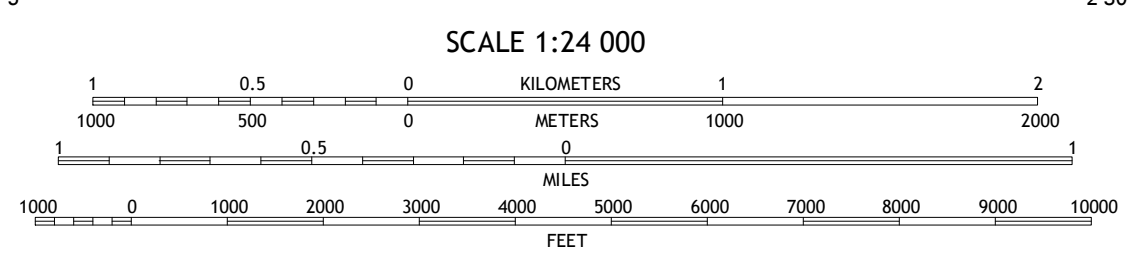 SCALE 1:24 000
1 0.5 0 KILOMETERS 1 2
1000 500 0 METERS 1000 2000
1 0.5 0 1
MILES
1000 0 1000 2000 3000 4000 5000 6000 7000 8000 9000 10000
FEET